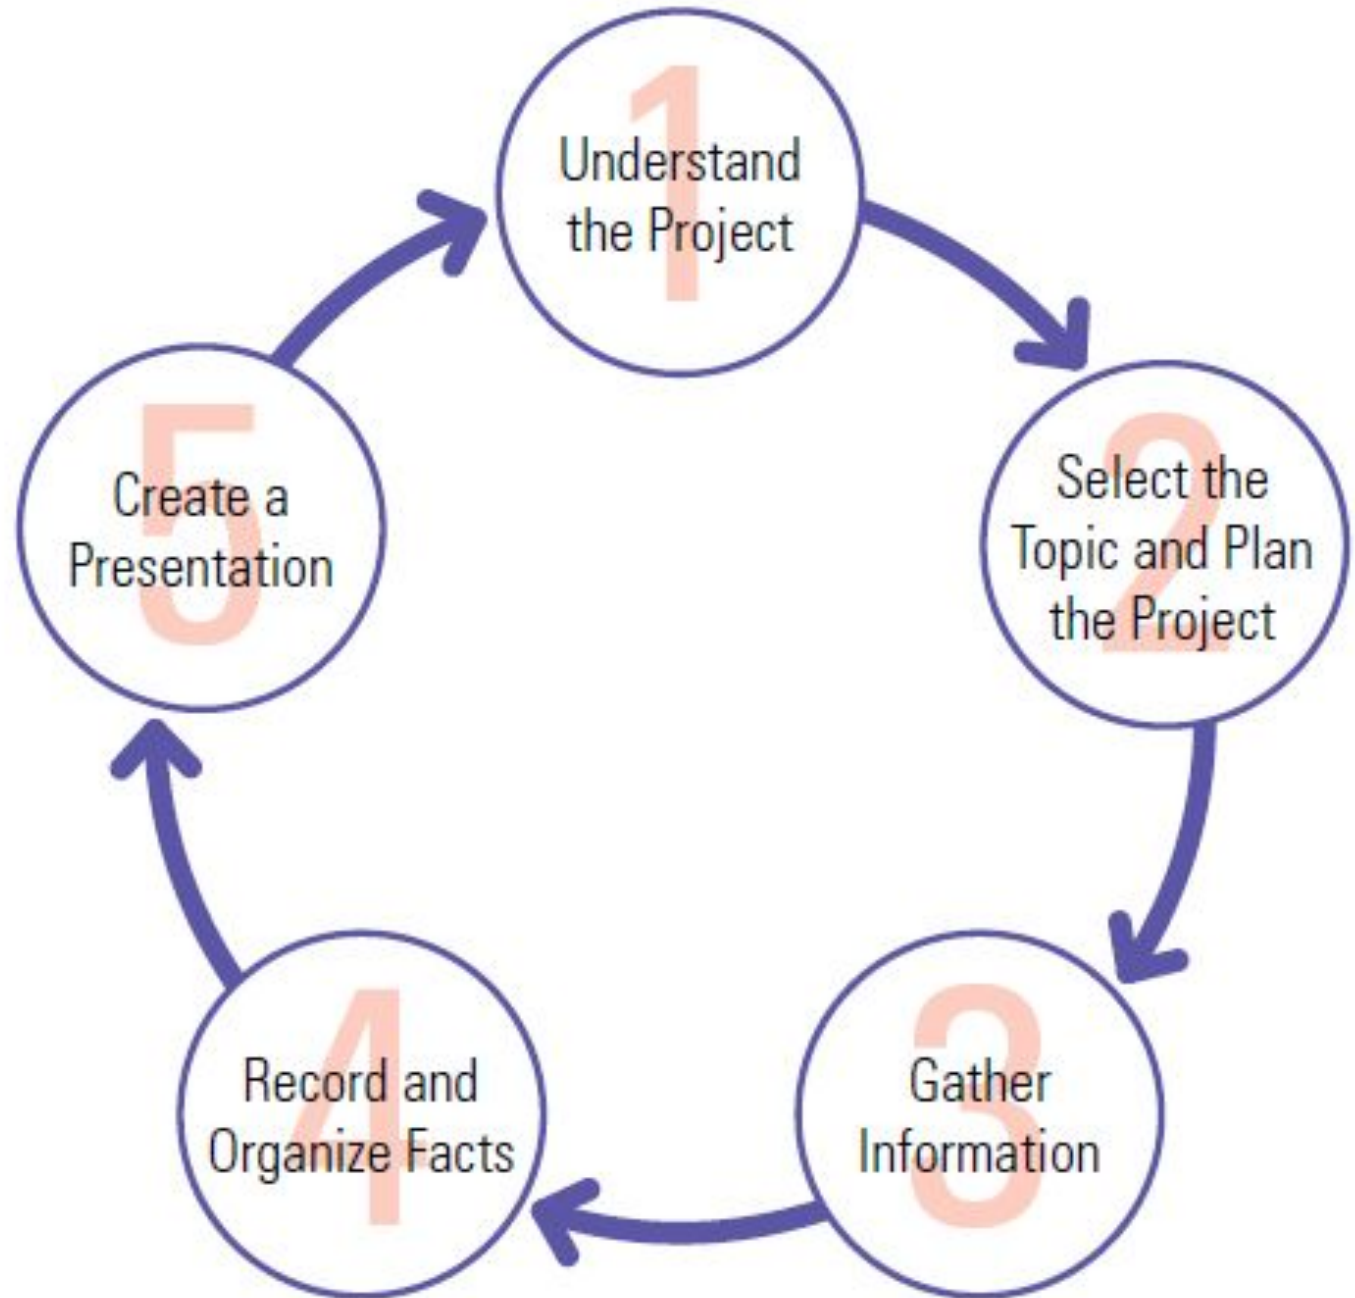 1
Understand
the Project
2
Select the
Topic and Plan
the Project
3
Gather
Information
4
Record and
Organize Facts
5
Create a
Presentation